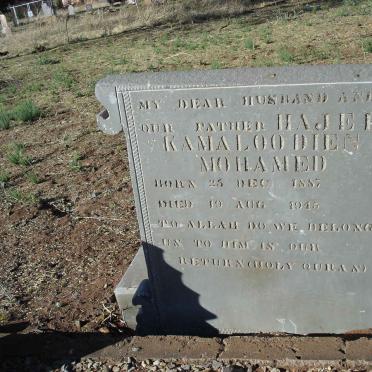 MY DEAR HUSBAND AND
OUR FATHER HAJEE
KAMALOODIEN
MOHAMED
BORN 25 DEC 1887
DIED 19 AUG 1945
TO ALLAH DO WE BELONG
UN TO HIM IS OUR
RETURN (HOLY QURAN)